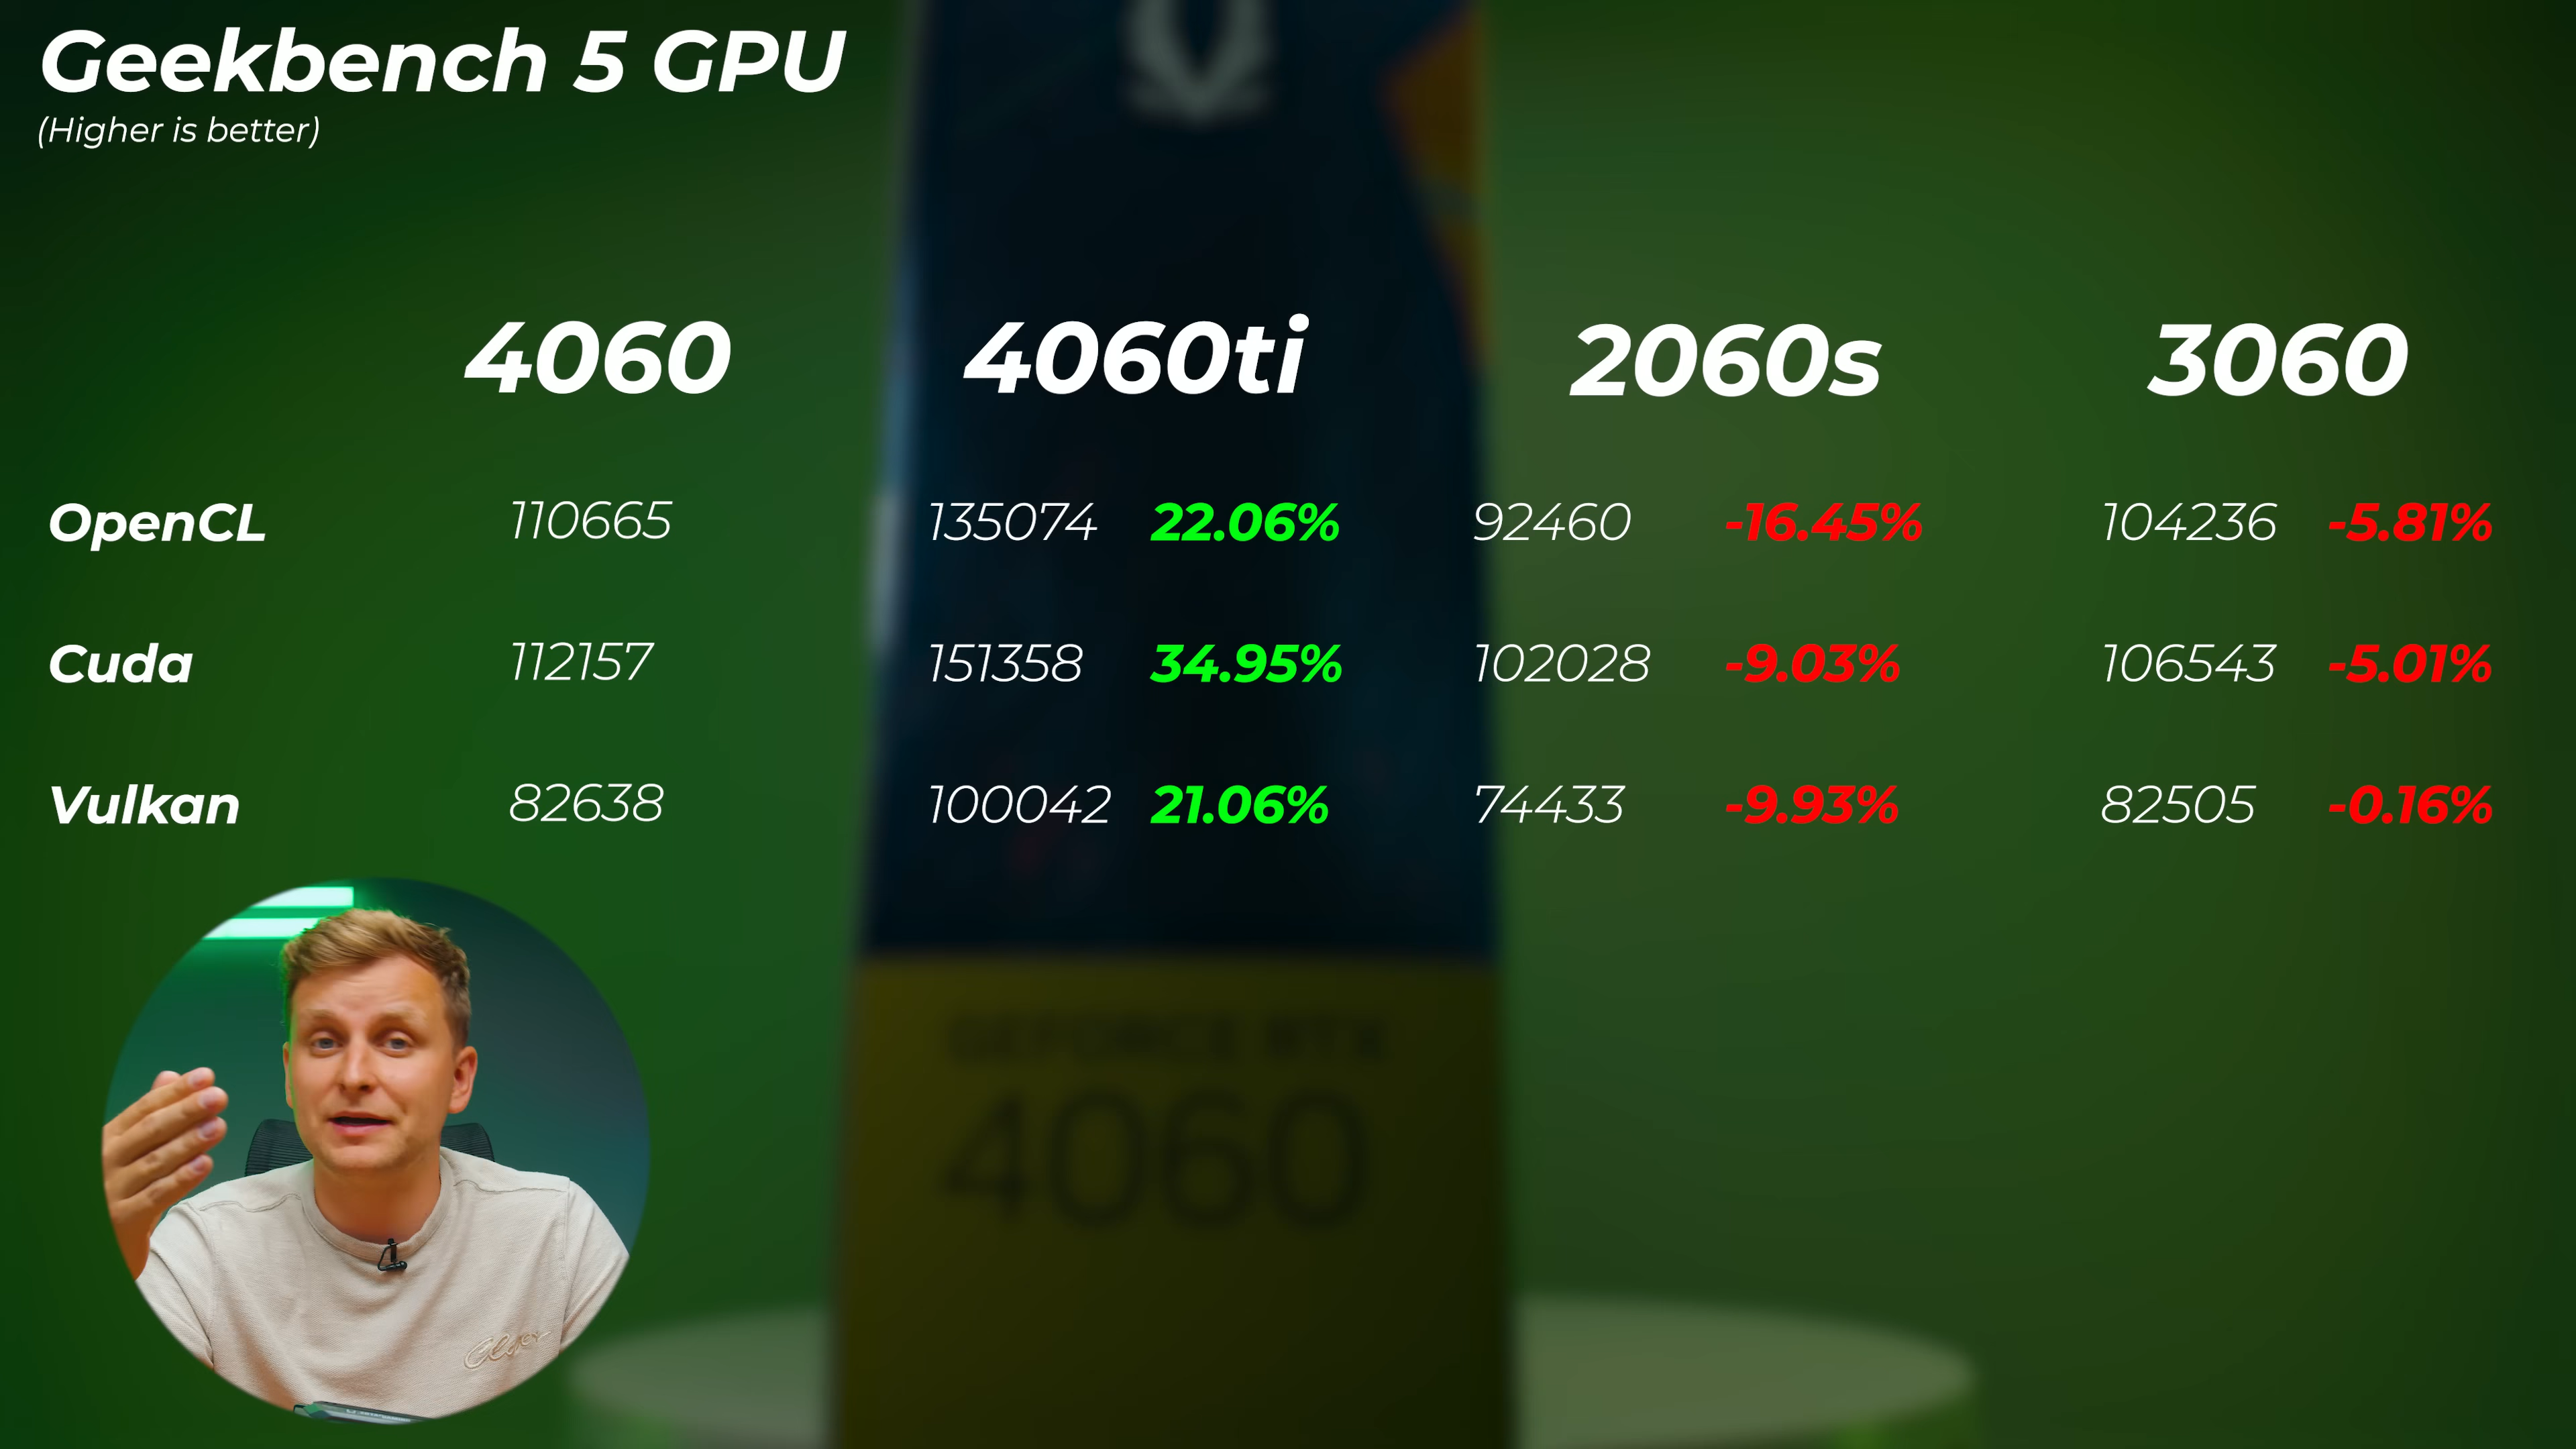 Geekbench 5 GPU
(Higher is better)
4060 4060ti 2060s 3060
OpenCL 110665 135074 22.06% 92460 -16.45% 104236 -5.81%
Cuda 112157 151358 34.95% 102028 -9.03% 106543 -5.01%
Vulkan 82638 100042 21.06% 74433 -9.93% 82505 -0.16%
GEFORCE RTX
4060